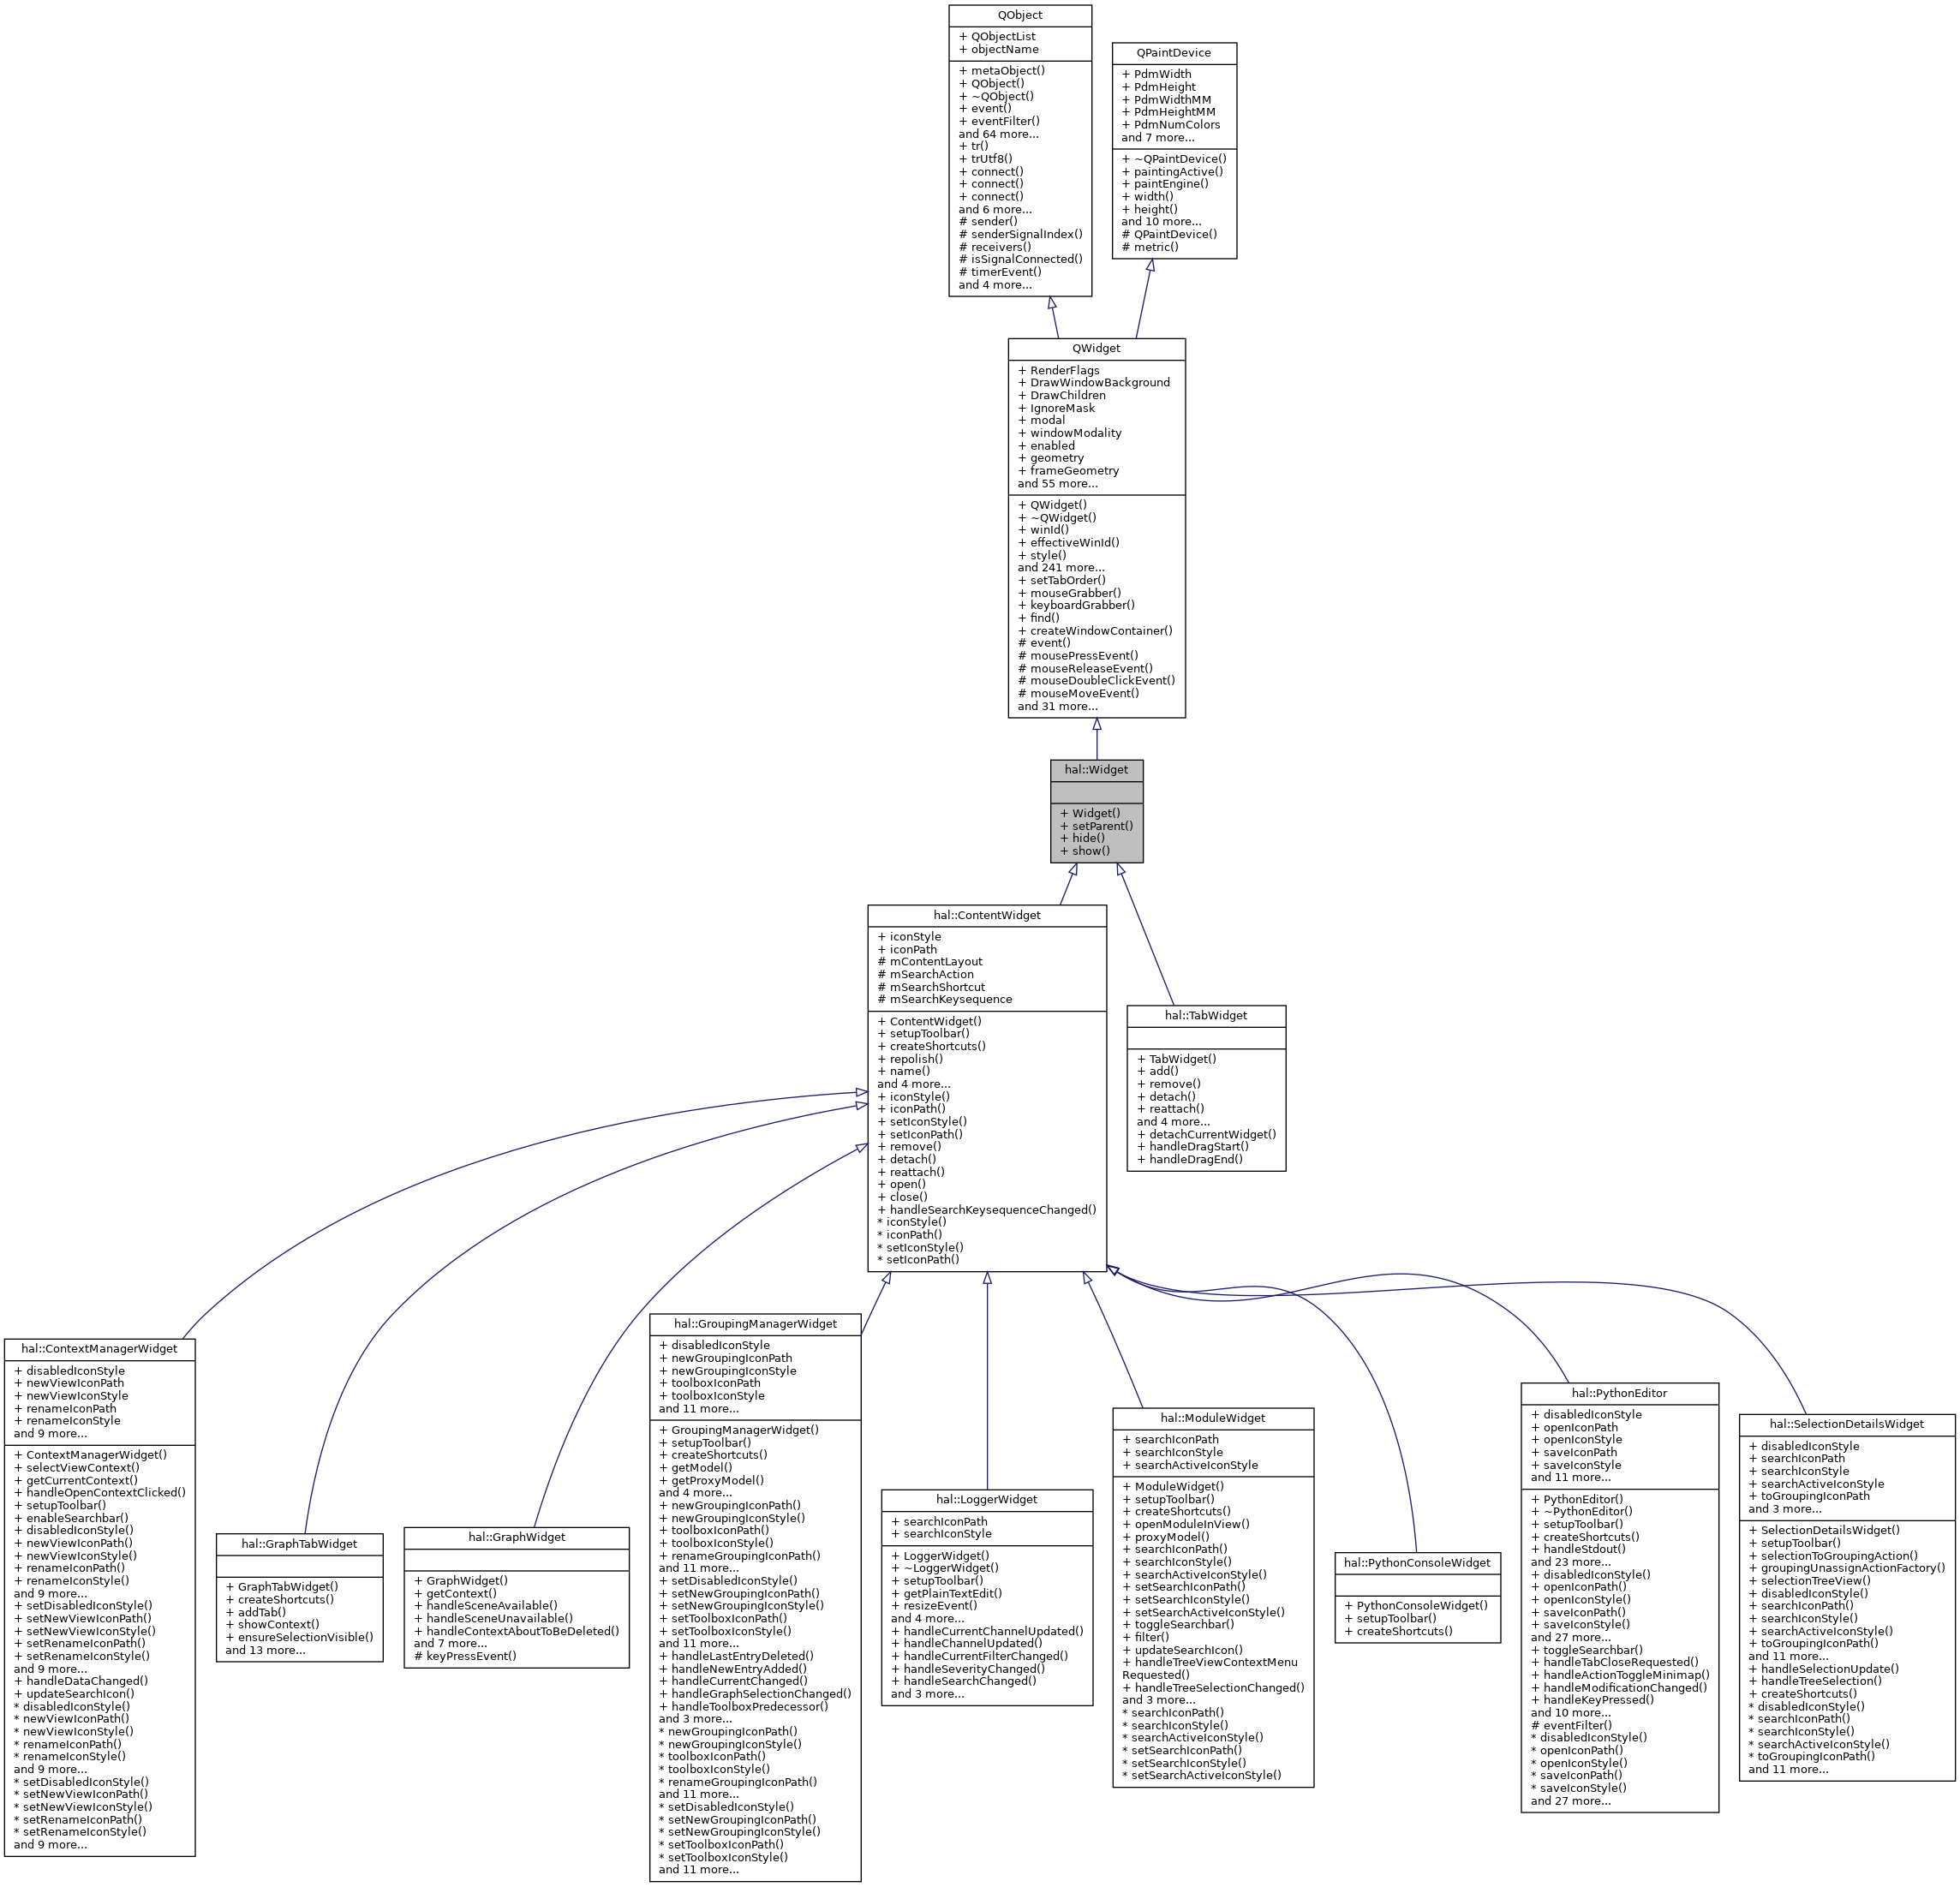 QObject
+ QObjectList
+ objectName
+ metaObject()
+ QObject()
+ ~QObject()
+ event()
+ eventFilter()
and 64 more...
+ tr()
+ trUtf8()
+ connect()
+ connect()
+ connect()
and 6 more...
# sender()
# senderSignalIndex()
# receivers()
# isSignalConnected()
# timerEvent()
and 4 more...
QPaintDevice
+ PdmWidth
+ PdmHeight
+ PdmWidthMM
+ PdmHeightMM
+ PdmNumColors
and 7 more...
+ ~QPaintDevice()
+ paintingActive()
+ paintEngine()
+ width()
+ height()
and 10 more...
# QPaintDevice()
# metric()
QWidget
+ RenderFlags
+ DrawWindowBackground
+ DrawChildren
+ IgnoreMask
+ modal
+ windowModality
+ enabled
+ geometry
+ frameGeometry
and 55 more...
+ QWidget()
+ ~QWidget()
+ winId()
+ effectiveWinId()
+ style()
and 241 more...
+ setTabOrder()
+ mouseGrabber()
+ keyboardGrabber()
+ find()
+ createWindowContainer()
# event()
# mousePressEvent()
# mouseReleaseEvent()
# mouseDoubleClickEvent()
# mouseMoveEvent()
and 31 more...
hal::Widget
+ Widget()
+ setParent()
+ hide()
+ show()
hal::ContentWidget
+ iconStyle
+ iconPath
# mContentLayout
# mSearchAction
# mSearchShortcut
# mSearchKeysequence
+ ContentWidget()
+ setupToolbar()
+ createShortcuts()
+ repolish()
+ name()
and 4 more...
+ iconStyle()
+ iconPath()
+ setIconStyle()
+ setIconPath()
+ remove()
+ detach()
+ reattach()
+ open()
+ close()
+ handleSearchKeysequenceChanged()
* iconStyle()
* iconPath()
* setIconStyle()
* setIconPath()
hal::TabWidget
+ TabWidget()
+ add()
+ remove()
+ detach()
+ reattach()
and 4 more...
+ detachCurrentWidget()
+ handleDragStart()
+ handleDragEnd()
hal::ContextManagerWidget
+ disabledIconStyle
+ newViewIconPath
+ newViewIconStyle
+ renameIconPath
+ renameIconStyle
and 9 more...
+ ContextManagerWidget()
+ selectViewContext()
+ getCurrentContext()
+ handleOpenContextClicked()
+ setupToolbar()
+ enableSearchbar()
+ disabledIconStyle()
+ newViewIconPath()
+ newViewIconStyle()
+ renameIconPath()
+ renameIconStyle()
and 9 more...
+ setDisabledIconStyle()
+ setNewViewIconPath()
+ setNewViewIconStyle()
+ setRenameIconPath()
+ setRenameIconStyle()
and 9 more...
+ handleDataChanged()
+ updateSearchIcon()
* disabledIconStyle()
* newViewIconPath()
* newViewIconStyle()
* renameIconPath()
* renameIconStyle()
and 9 more...
* setDisabledIconStyle()
* setNewViewIconPath()
* setNewViewIconStyle()
* setRenameIconPath()
* setRenameIconStyle()
and 9 more...
hal::GraphTabWidget
+ GraphTabWidget()
+ createShortcuts()
+ addTab()
+ showContext()
+ ensureSelectionVisible()
and 13 more...
hal::GraphWidget
+ GraphWidget()
+ getContext()
+ handleSceneAvailable()
+ handleSceneUnavailable()
+ handleContextAboutToBeDeleted()
and 7 more...
# keyPressEvent()
hal::GroupingManagerWidget
+ disabledIconStyle
+ newGroupingIconPath
+ newGroupingIconStyle
+ toolboxIconPath
+ toolboxIconStyle
and 11 more...
+ GroupingManagerWidget()
+ setupToolbar()
+ createShortcuts()
+ getModel()
+ getProxyModel()
and 4 more...
+ newGroupingIconPath()
+ newGroupingIconStyle()
+ toolboxIconPath()
+ toolboxIconStyle()
+ renameGroupingIconPath()
and 11 more...
+ setDisabledIconStyle()
+ setNewGroupingIconPath()
+ setNewGroupingIconStyle()
+ setToolboxIconPath()
+ setToolboxIconStyle()
and 11 more...
+ handleLastEntryDeleted()
+ handleNewEntryAdded()
+ handleCurrentChanged()
+ handleGraphSelectionChanged()
+ handleToolboxPredecessor()
and 3 more...
* newGroupingIconPath()
* newGroupingIconStyle()
* toolboxIconPath()
* toolboxIconStyle()
* renameGroupingIconPath()
and 11 more...
* setDisabledIconStyle()
* setNewGroupingIconPath()
* setNewGroupingIconStyle()
* setToolboxIconPath()
* setToolboxIconStyle()
and 11 more...
hal::LoggerWidget
+ searchIconPath
+ searchIconStyle
+ LoggerWidget()
+ ~LoggerWidget()
+ setupToolbar()
+ getPlainTextEdit()
+ resizeEvent()
and 4 more...
+ handleCurrentChannelUpdated()
+ handleChannelUpdated()
+ handleCurrentFilterChanged()
+ handleSeverityChanged()
+ handleSearchChanged()
and 3 more...
hal::ModuleWidget
+ searchIconPath
+ searchIconStyle
+ searchActiveIconStyle
+ ModuleWidget()
+ setupToolbar()
+ createShortcuts()
+ openModuleInView()
+ proxyModel()
+ searchIconPath()
+ searchIconStyle()
+ searchActiveIconStyle()
+ setSearchIconPath()
+ setSearchIconStyle()
+ setSearchActiveIconStyle()
+ toggleSearchbar()
+ filter()
+ updateSearchIcon()
+ handleTreeViewContextMenu
Requested()
+ handleTreeSelectionChanged()
and 3 more...
* searchIconPath()
* searchIconStyle()
* searchActiveIconStyle()
* setSearchIconPath()
* setSearchIconStyle()
* setSearchActiveIconStyle()
hal::PythonConsoleWidget
+ PythonConsoleWidget()
+ setupToolbar()
+ createShortcuts()
hal::PythonEditor
+ disabledIconStyle
+ openIconPath
+ openIconStyle
+ saveIconPath
+ saveIconStyle
and 11 more...
+ PythonEditor()
+ ~PythonEditor()
+ setupToolbar()
+ createShortcuts()
+ handleStdout()
and 23 more...
+ disabledIconStyle()
+ openIconPath()
+ openIconStyle()
+ saveIconPath()
+ saveIconStyle()
and 27 more...
+ toggleSearchbar()
+ handleTabCloseRequested()
+ handleActionToggleMinimap()
+ handleModificationChanged()
+ handleKeyPressed()
and 10 more...
# eventFilter()
* disabledIconStyle()
* openIconPath()
* openIconStyle()
* saveIconPath()
* saveIconStyle()
and 27 more...
hal::SelectionDetailsWidget
+ disabledIconStyle
+ searchIconPath
+ searchIconStyle
+ searchActiveIconStyle
+ toGroupingIconPath
and 3 more...
+ SelectionDetailsWidget()
+ setupToolbar()
+ selectionToGroupingAction()
+ groupingUnassignActionFactory()
+ selectionTreeView()
+ disabledIconStyle()
+ searchIconPath()
+ searchIconStyle()
+ searchActiveIconStyle()
+ toGroupingIconPath()
and 11 more...
+ handleSelectionUpdate()
+ handleTreeSelection()
+ createShortcuts()
* disabledIconStyle()
* searchIconPath()
* searchIconStyle()
* searchActiveIconStyle()
* toGroupingIconPath()
and 11 more...